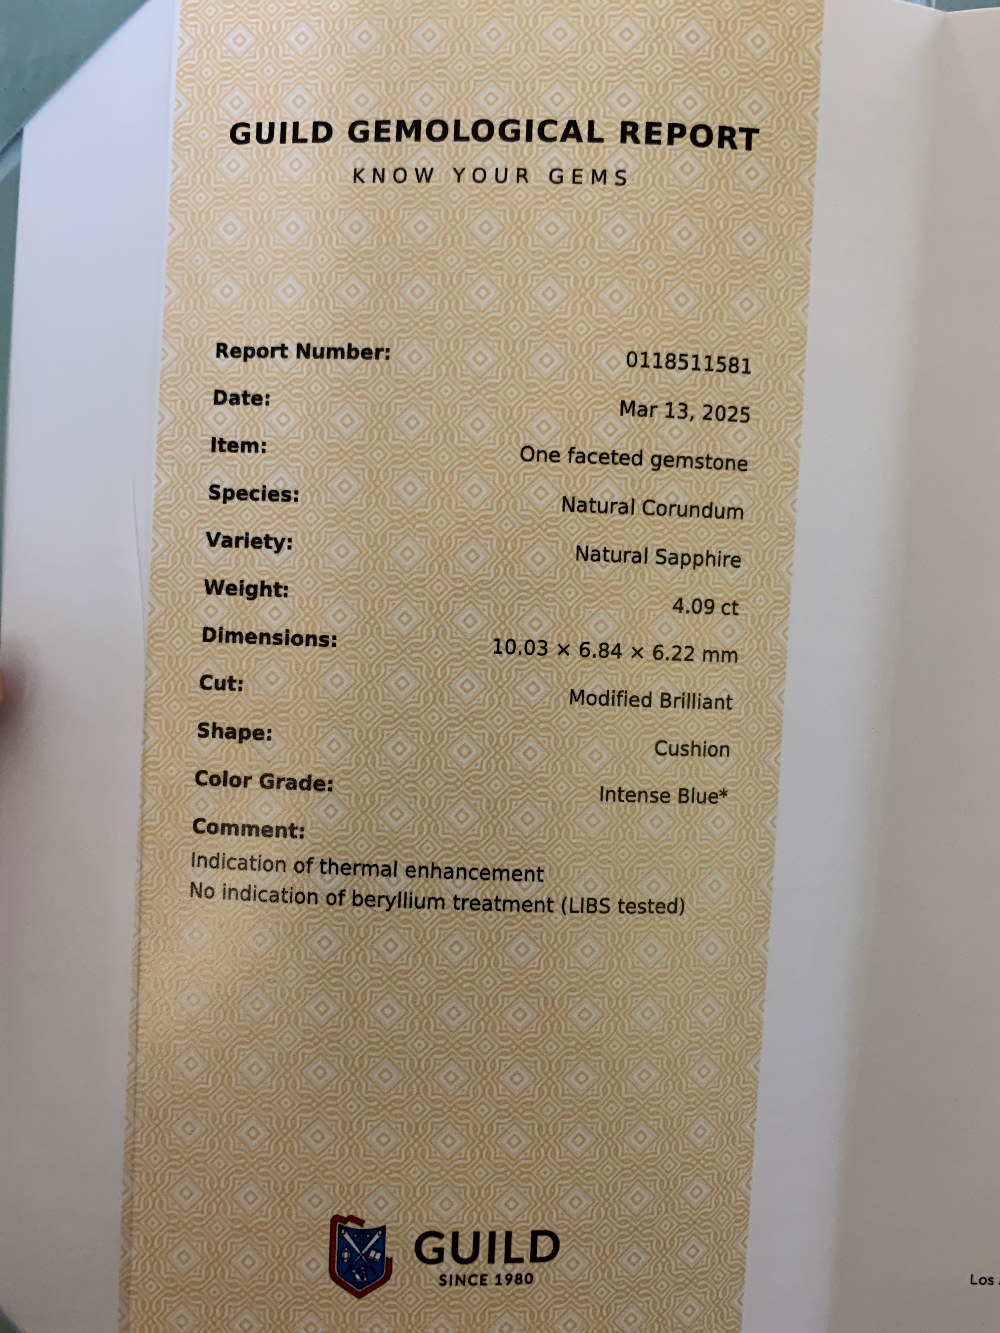 GUILD GEMOLOGICAL REPORT
KNOW YOUR GEMS
Report Number: 0118511581
Date: Mar 13, 2025
Item: One faceted gemstone
Species: Natural Corundum
Variety: Natural Sapphire
Weight: 4.09 ct
Dimensions: 10.03 × 6.84 × 6.22 mm
Cut: Modified Brilliant
Shape: Cushion
Color Grade: Intense Blue*
Comment:
Indication of thermal enhancement
No indication of beryllium treatment (LIBS tested)
GUILD
SINCE 1980
Los